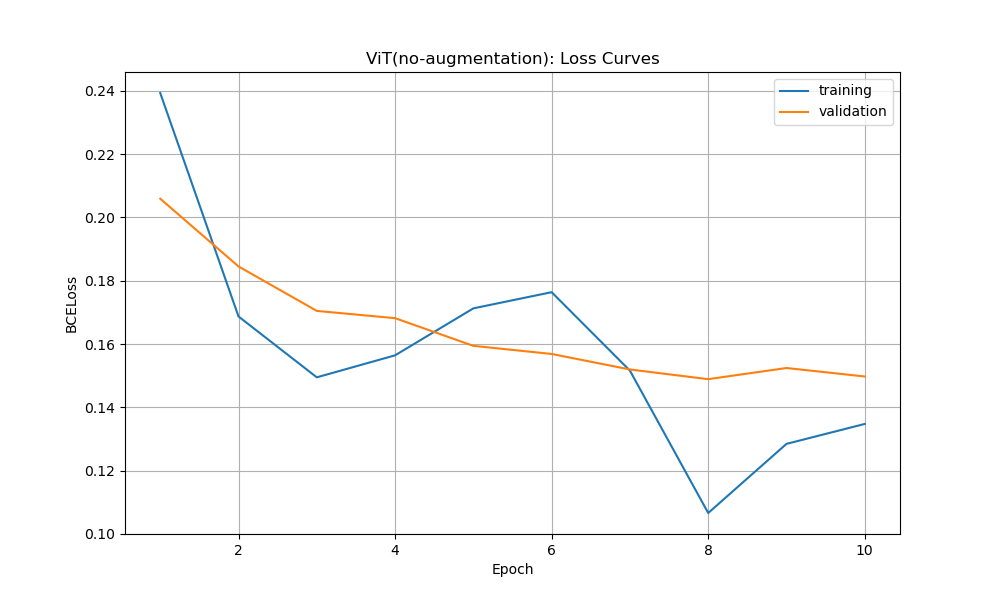 ViT(no-augmentation): Loss Curves
training
validation
0.24
0.22
0.20
0.18
0.16
0.14
0.12
0.10
BCELoss
2 4 6 8 10
Epoch